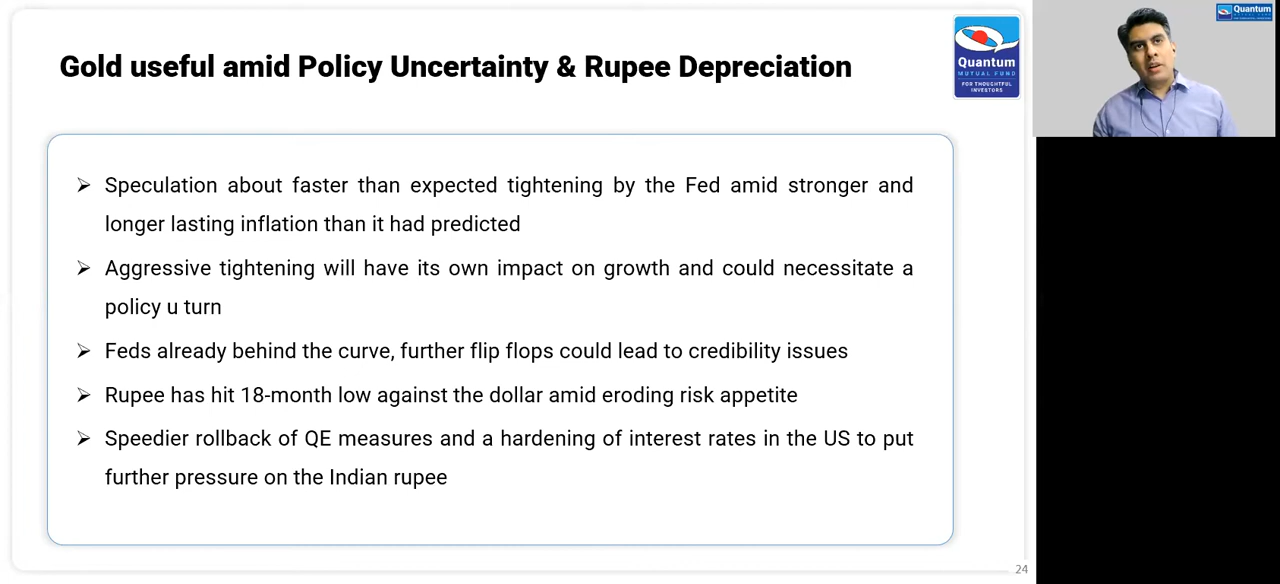 Gold useful amid Policy Uncertainty & Rupee Depreciation
Quantum
MUTUAL FUND
FOR THOUGHTFUL
INVESTORS
Quantum
➢ Speculation about faster than expected tightening by the Fed amid stronger and
longer lasting inflation than it had predicted
➢ Aggressive tightening will have its own impact on growth and could necessitate a
policy u turn
➢ Feds already behind the curve, further flip flops could lead to credibility issues
➢ Rupee has hit 18-month low against the dollar amid eroding risk appetite
➢ Speedier rollback of QE measures and a hardening of interest rates in the US to put
further pressure on the Indian rupee
24